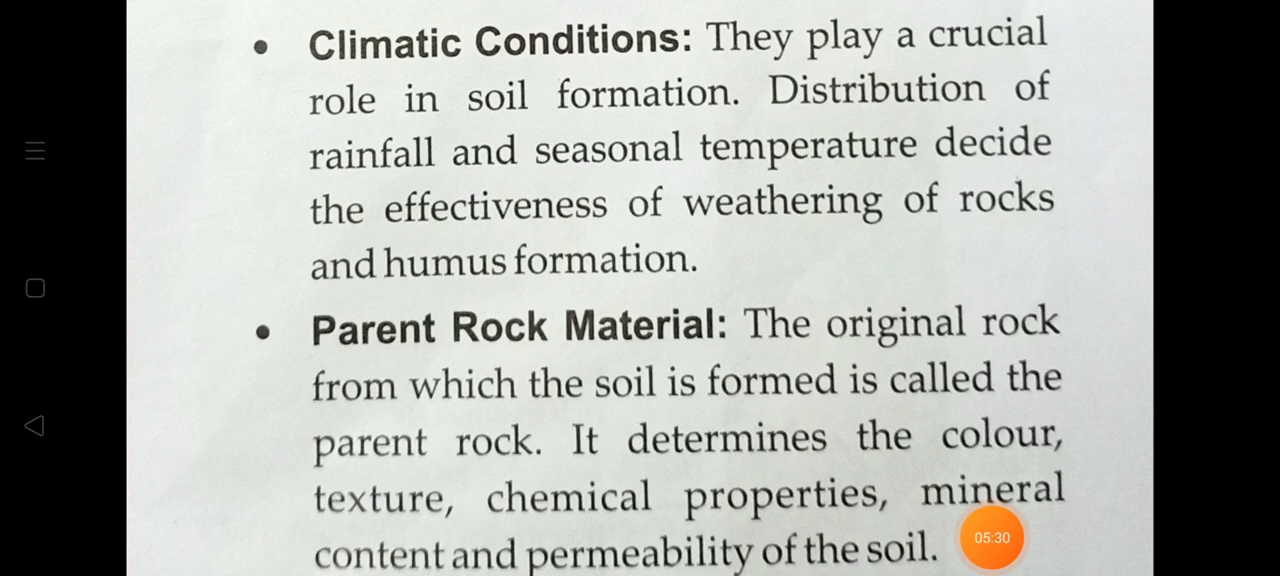 • Climatic Conditions: They play a crucial
role in soil formation. Distribution of
rainfall and seasonal temperature decide
the effectiveness of weathering of rocks
and humus formation.
• Parent Rock Material: The original rock
from which the soil is formed is called the
parent rock. It determines the colour,
texture, chemical properties, mineral
content and permeability of the soil.
05:30